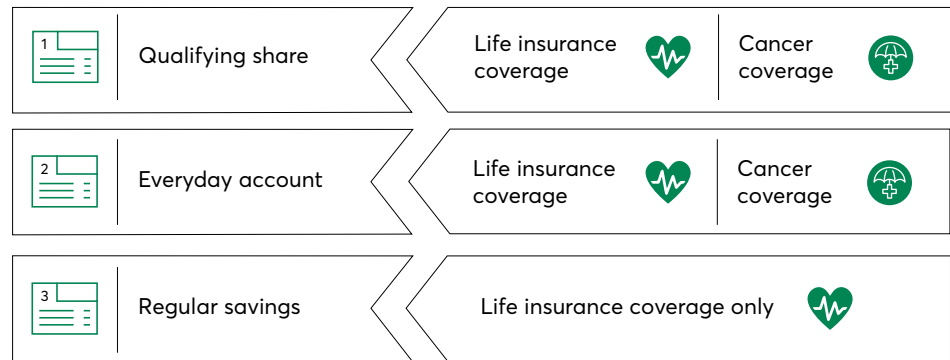 1
Qualifying share
Life insurance
coverage
Cancer
coverage
2
Everyday account
Life insurance
coverage
Cancer
coverage
3
Regular savings
Life insurance coverage only